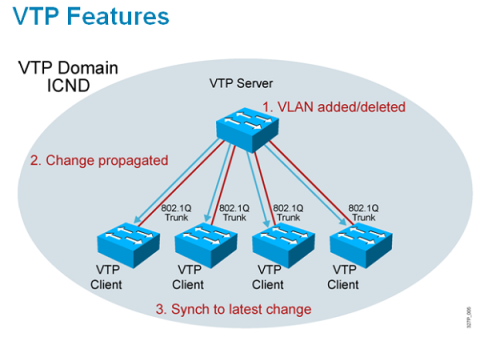 VTP Features
VTP Domain
ICND
VTP Server
1. VLAN added/deleted
2. Change propagated
802.1Q
Trunk
802.1Q
Trunk
802.1Q
Trunk
802.1Q
Trunk
VTP
Client
VTP
Client
VTP
Client
VTP
Client
3. Synch to latest change